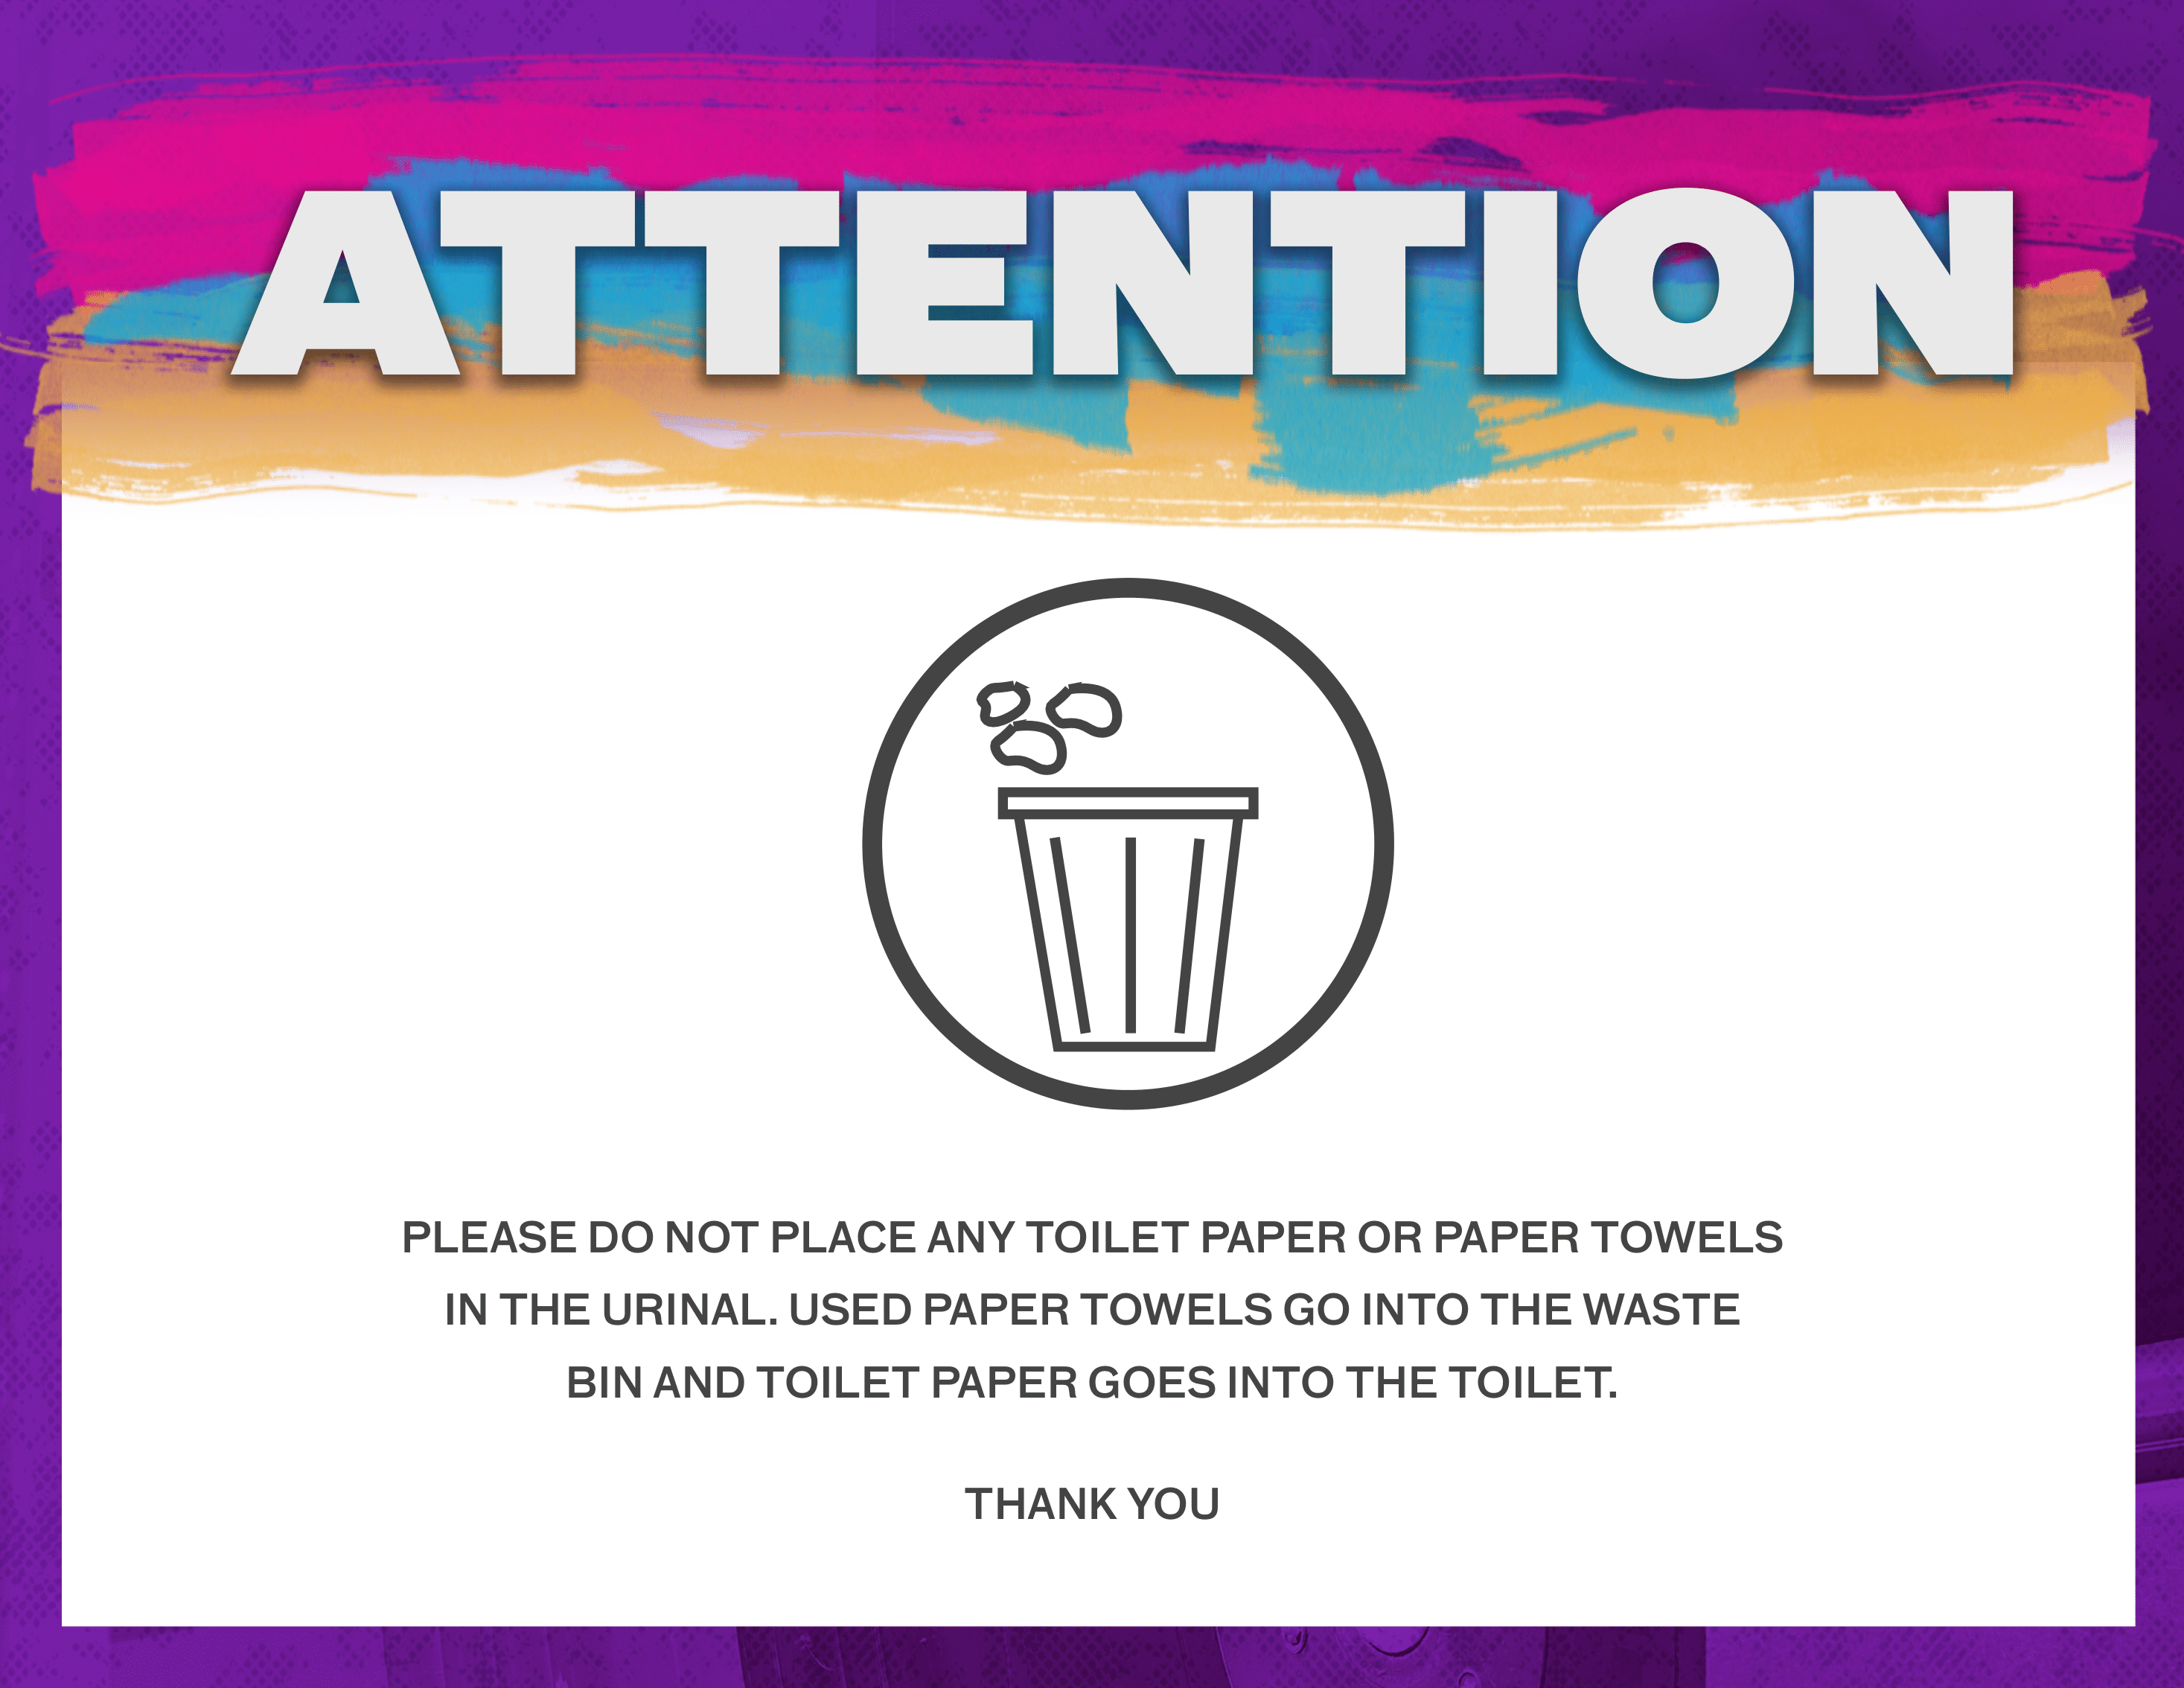 ATTENTION
PLEASE DO NOT PLACE ANY TOILET PAPER OR PAPER TOWELS
IN THE URINAL. USED PAPER TOWELS GO INTO THE WASTE
BIN AND TOILET PAPER GOES INTO THE TOILET.
THANK YOU